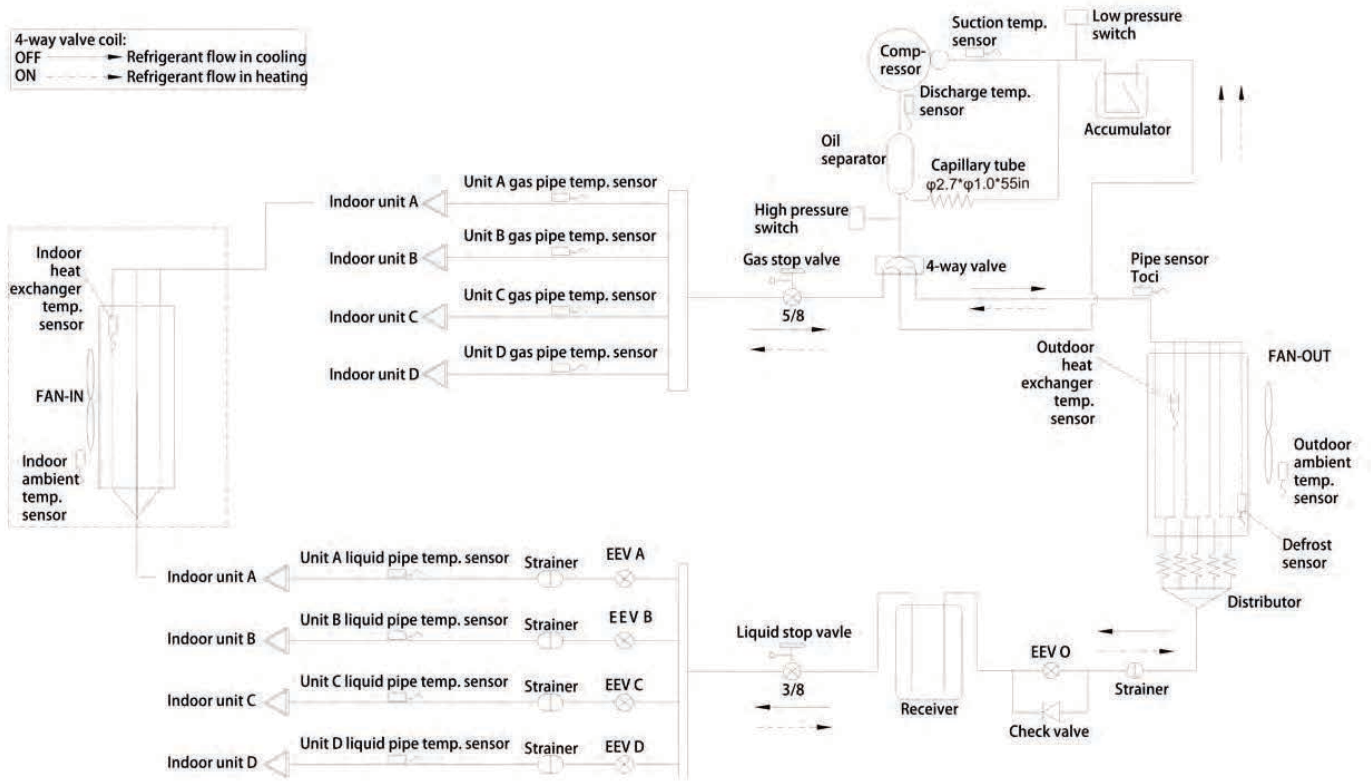 4-way valve coil:
OFF Refrigerant flow in cooling
ON Refrigerant flow in heating
Suction temp.
sensor
Low pressure
switch
Comp-
ressor
Discharge temp.
sensor
Accumulator
Oil
separator
Capillary tube
φ2.7*φ1.0*55in
High pressure
switch
Gas stop valve
5/8
4-way valve
Pipe sensor
Toci
Indoor unit A
Unit A gas pipe temp. sensor
Indoor unit B
Unit B gas pipe temp. sensor
Indoor unit C
Unit C gas pipe temp. sensor
Indoor unit D
Unit D gas pipe temp. sensor
Indoor
heat
exchanger
temp.
sensor
FAN-IN
Indoor
ambient
temp.
sensor
Outdoor
heat
exchanger
temp.
sensor
FAN-OUT
Outdoor
ambient
temp.
sensor
Defrost
sensor
Distributor
Indoor unit A
Unit A liquid pipe temp. sensor
Strainer
EEV A
Indoor unit B
Unit B liquid pipe temp. sensor
Strainer
EEV B
Indoor unit C
Unit C liquid pipe temp. sensor
Strainer
EEV C
Indoor unit D
Unit D liquid pipe temp. sensor
Strainer
EEV D
Liquid stop vavle
3/8
Receiver
EEV O
Strainer
Check valve